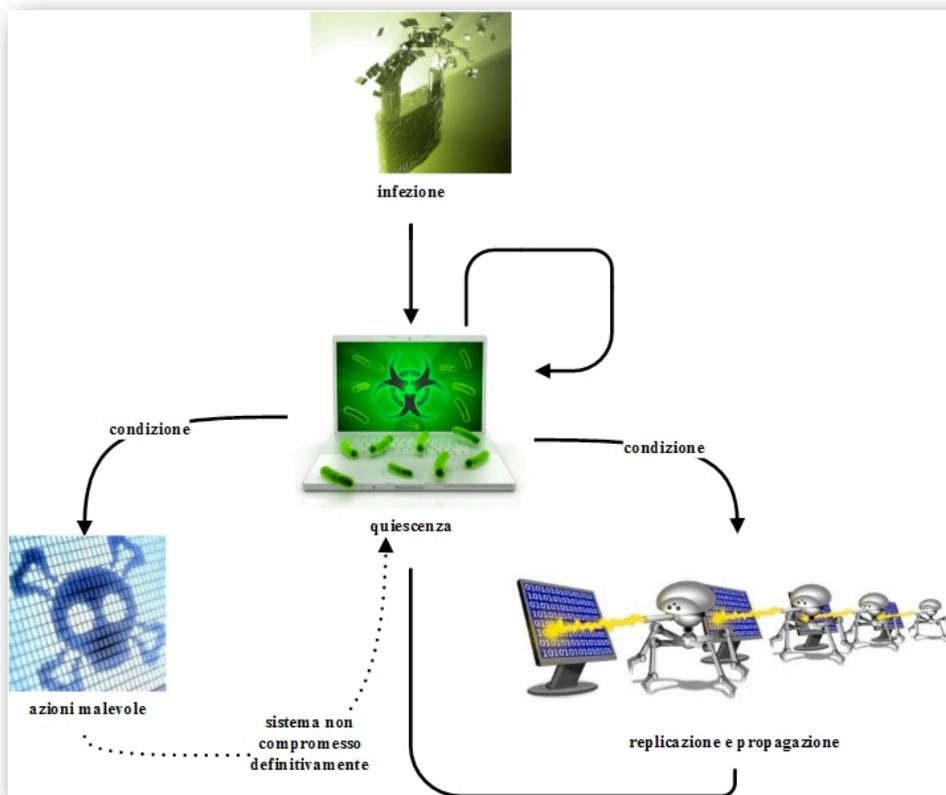 infezione
condizione
condizione
quiescenza
azioni malevole
sistema non
compromesso
definitivamente
replicazione e propagazione